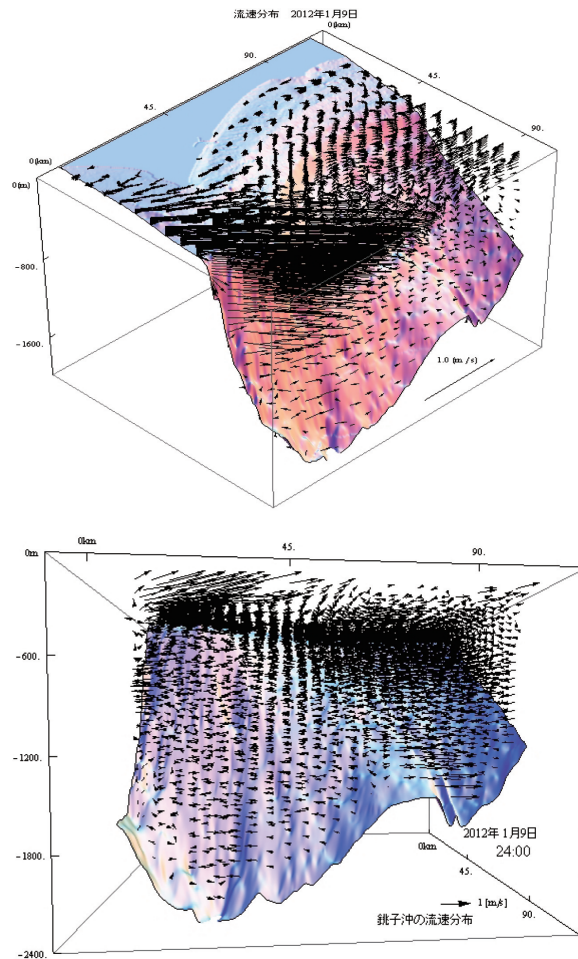 流速分布 2012年1月9日
0(km)
90.
45.
45.
90.
0(km)
0(m)
-800.
-1600.
1.0 (m /s)
0km
45.
90.
0m
-600.
-1200.
-1800.
-2400.
2012年 1月9日
24:00
0km
45.
90.
1 [m/s]
銚子沖の流速分布